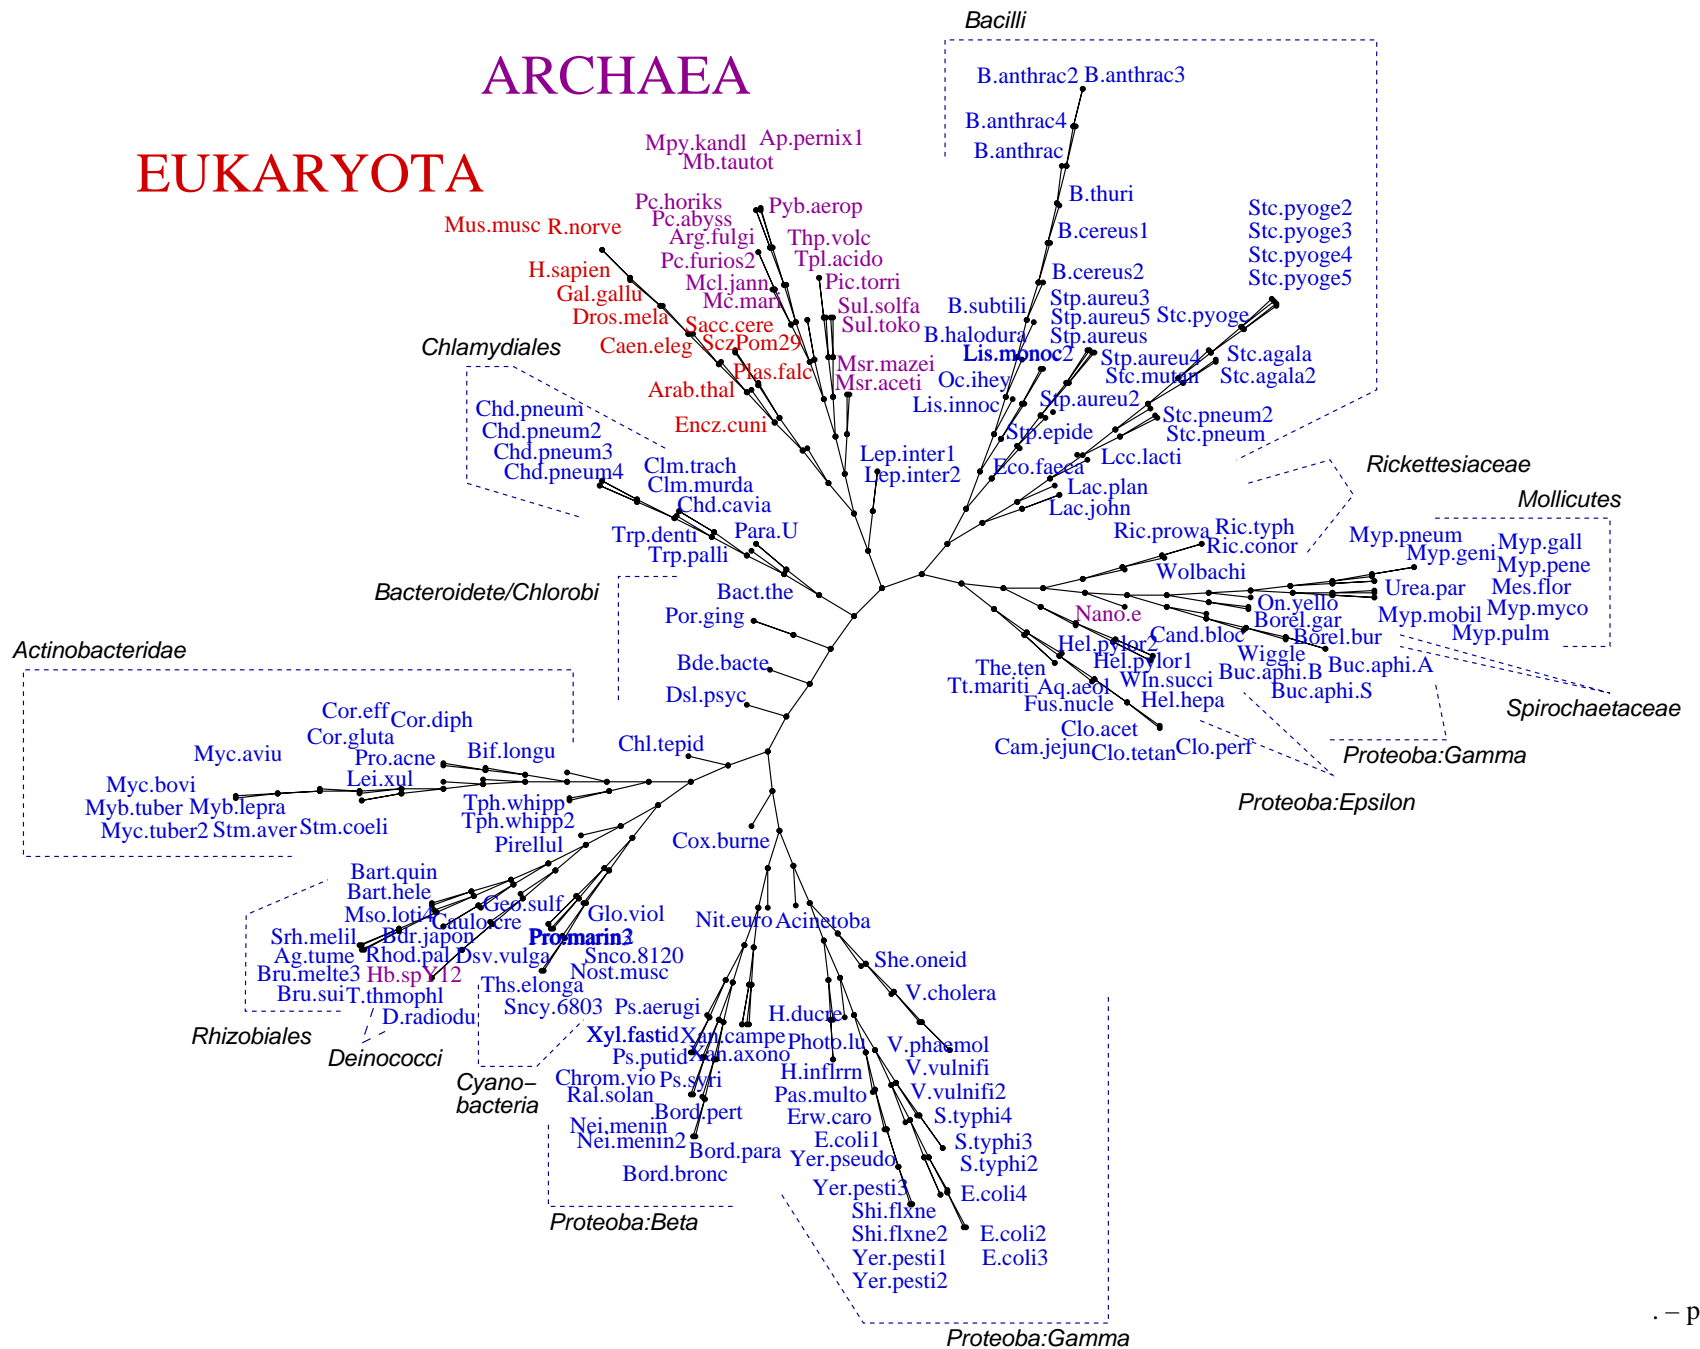 Bacilli
ARCHAEA
EUKARYOTA
B.anthrac2 B.anthrac3
B.anthrac4
B.anthrac
B.thuri
B.cereus1
B.cereus2
B.subtili
B.halodura
Stp.aureu3
Stp.aureu5
Stp.aureus
Stp.aureu4
Oc.ihey
Lis.innoc
Stp.aureu2
Stp.epide
Stc.pyoge2
Stc.pyoge3
Stc.pyoge4
Stc.pyoge5
Stc.pyoge
Stc.agala
Stc.agala2
Stc.mutan
Stc.pneum2
Stc.pneum
Eco.faeca
Lcc.lacti
Lac.plan
Lac.john
Mpy.kandl
Ap.pernix1
Mb.tautot
Pc.horiks
Pyb.aerop
Pc.abyss
Arg.fulgi
Thp.volc
Pc.furios2
Tpl.acido
Mcl.jann
Pic.torri
Mc.mari
Sul.solfa
Sul.toko
Msr.mazei
Msr.aceti
Mus.musc R.norve
H.sapien
Gal.gallu
Dros.mela
Sacc.cere
Caen.eleg
SczPom29
Plas.falc
Arab.thal
Encz.cuni
Lep.inter1
Lep.inter2
Chlamydiales
Chd.pneum
Chd.pneum2
Chd.pneum3
Chd.pneum4
Clm.trach
Clm.murda
Chd.cavia
Trp.denti
Para.U
Trp.palli
Bacteroidete/Chlorobi
Bact.the
Por.ging
Bde.bacte
Dsl.psyc
Chl.tepid
Rickettesiaceae
Mollicutes
Ric.prowa
Ric.typh
Ric.conor
Wolbachi
Myp.pneum
Myp.geni
Myp.gall
Myp.pene
Urea.par
Mes.flor
Myp.mobil
Myp.myco
Myp.pulm
On.yello
Borel.gar
Borel.bur
Nano.e
Cand.bloc
Wiggle
Buc.aphi.B
Buc.aphi.A
Buc.aphi.S
Hel.pylor2
Hel.pylor1
Wln.succi
Hel.hepa
The.ten
Tt.mariti
Aq.aeol
Fus.nucle
Clo.acet
Cam.jejun
Clo.tetan
Clo.perf
Spirochaetaceae
Proteoba:Gamma
Proteoba:Epsilon
Actinobacteridae
Cor.eff
Cor.diph
Cor.gluta
Myc.aviu
Pro.acne
Bif.longu
Myc.bovi
Lei.xul
Myb.tuber
Myb.lepra
Myc.tuber2
Stm.aver
Stm.coeli
Tph.whipp
Tph.whipp2
Pirellul
Cox.burne
Bart.quin
Bart.hele
Mso.loti4
Caulo.cre
Geo.sulf
Srh.melil
Bdr.japon
Ag.tume
Rhod.pal
Dsv.vulga
Bru.melte3
Hb.spY12
Bru.sui
T.thmophl
D.radiodu
Rhizobiales
Deinococci
Glo.viol
Pro.marin2
Snco.8120
Nost.musc
Ths.elonga
Sncy.6803
Cyano–
bacteria
Nit.euro
Acinetoba
Ps.aerugi
Xyl.fastid
Xan.campe
Ps.putid
Xan.axono
Chrom.vio
Ps.syri
Ral.solan
.Bord.pert
Nei.menin
Nei.menin2
Bord.para
Bord.bronc
Proteoba:Beta
She.oneid
V.cholera
H.ducre
Photo.lu
V.phaemol
H.inflrrn
V.vulnifi
Pas.multo
V.vulnifi2
Erw.caro
S.typhi4
E.coli1
S.typhi3
Yer.pseudo
S.typhi2
Yer.pesti3
E.coli4
Shi.flxne
Shi.flxne2
E.coli2
Yer.pesti1
E.coli3
Yer.pesti2
Proteoba:Gamma
. – p